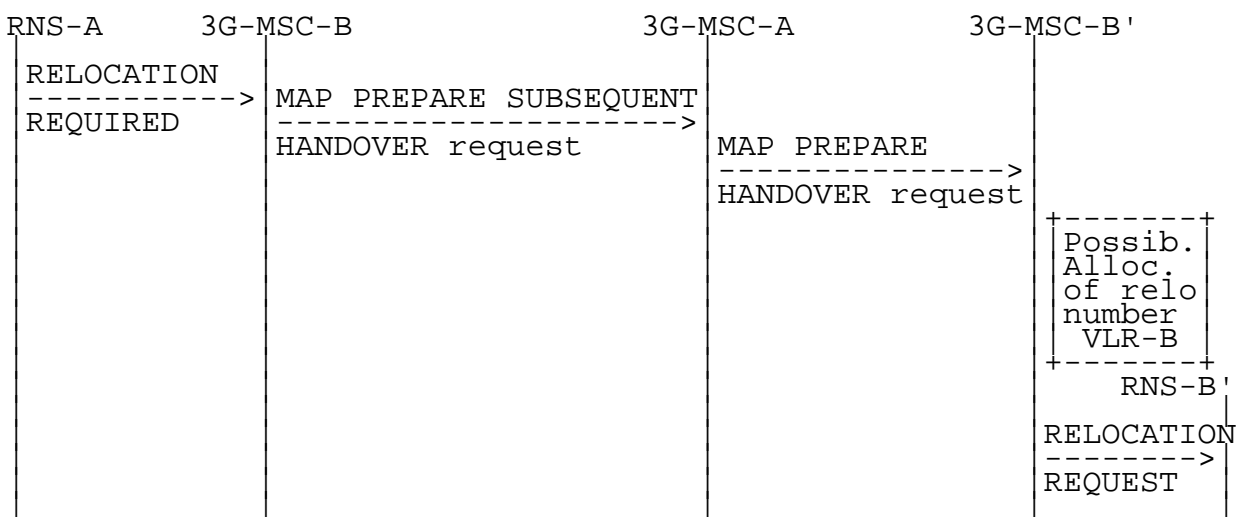 RNS-A 3G-MSC-B 3G-MSC-A 3G-MSC-B'
RELOCATION
-----------> MAP PREPARE SUBSEQUENT
REQUIRED --------------------->
HANDOVER request MAP PREPARE
--------------->
HANDOVER request
+-------+
Possib.
Alloc.
of relo
number
VLR-B
+-------+
RNS-B'
RELOCATION
-------->
REQUEST